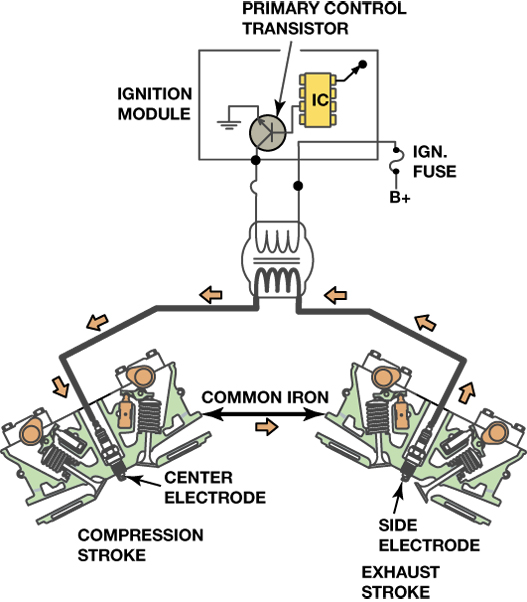 PRIMARY CONTROL
TRANSISTOR
IGNITION
MODULE
IC
IGN.
FUSE
B+
COMMON IRON
CENTER
ELECTRODE
COMPRESSION
STROKE
SIDE
ELECTRODE
EXHAUST
STROKE